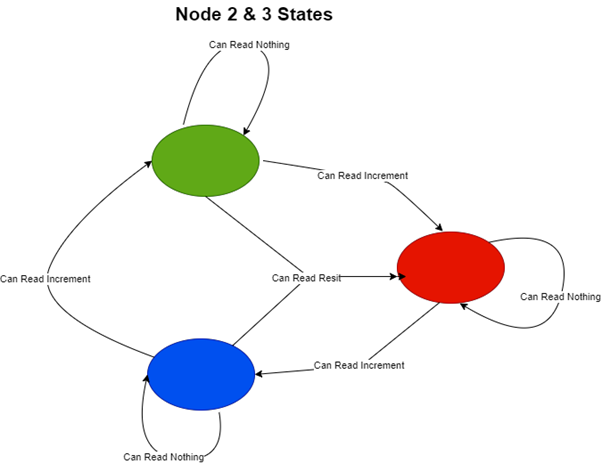 Node 2 & 3 States
Can Read Nothing
Can Read Increment
Can Read Increment
Can Read Resit
Can Read Nothing
Can Read Increment
Can Read Nothing